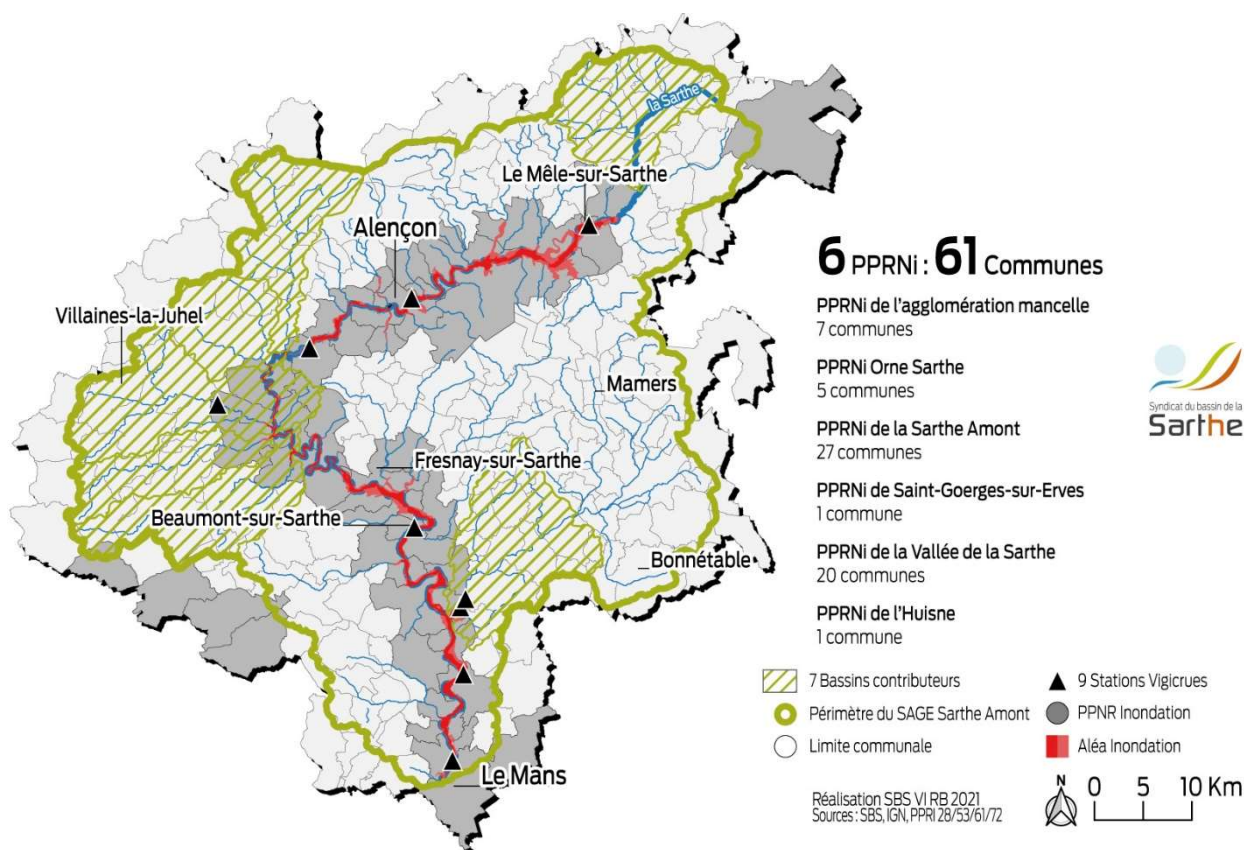 la Sarthe
Le Mêle-sur-Sarthe
Alençon
Villaines-la-Juhel
Mamers
Fresnay-sur-Sarthe
Beaumont-sur-Sarthe
Bonnétable
Le Mans
6 PPRNi : 61 Communes
PPRNi de l'agglomération mancelle
7 communes
PPRNi Orne Sarthe
5 communes
PPRNi de la Sarthe Amont
27 communes
PPRNi de Saint-Goerges-sur-Erves
1 commune
PPRNi de la Vallée de la Sarthe
20 communes
PPRNi de l'Huisne
1 commune
Syndicat du bassin de la
Sarthe
7 Bassins contributeurs
Périmètre du SAGE Sarthe Amont
Limite communale
9 Stations Vigicrues
PPNR Inondation
Aléa Inondation
Réalisation SBS VI RB 2021
Sources : SBS, IGN, PPRI 28/53/61/72
N
0 5 10 Km